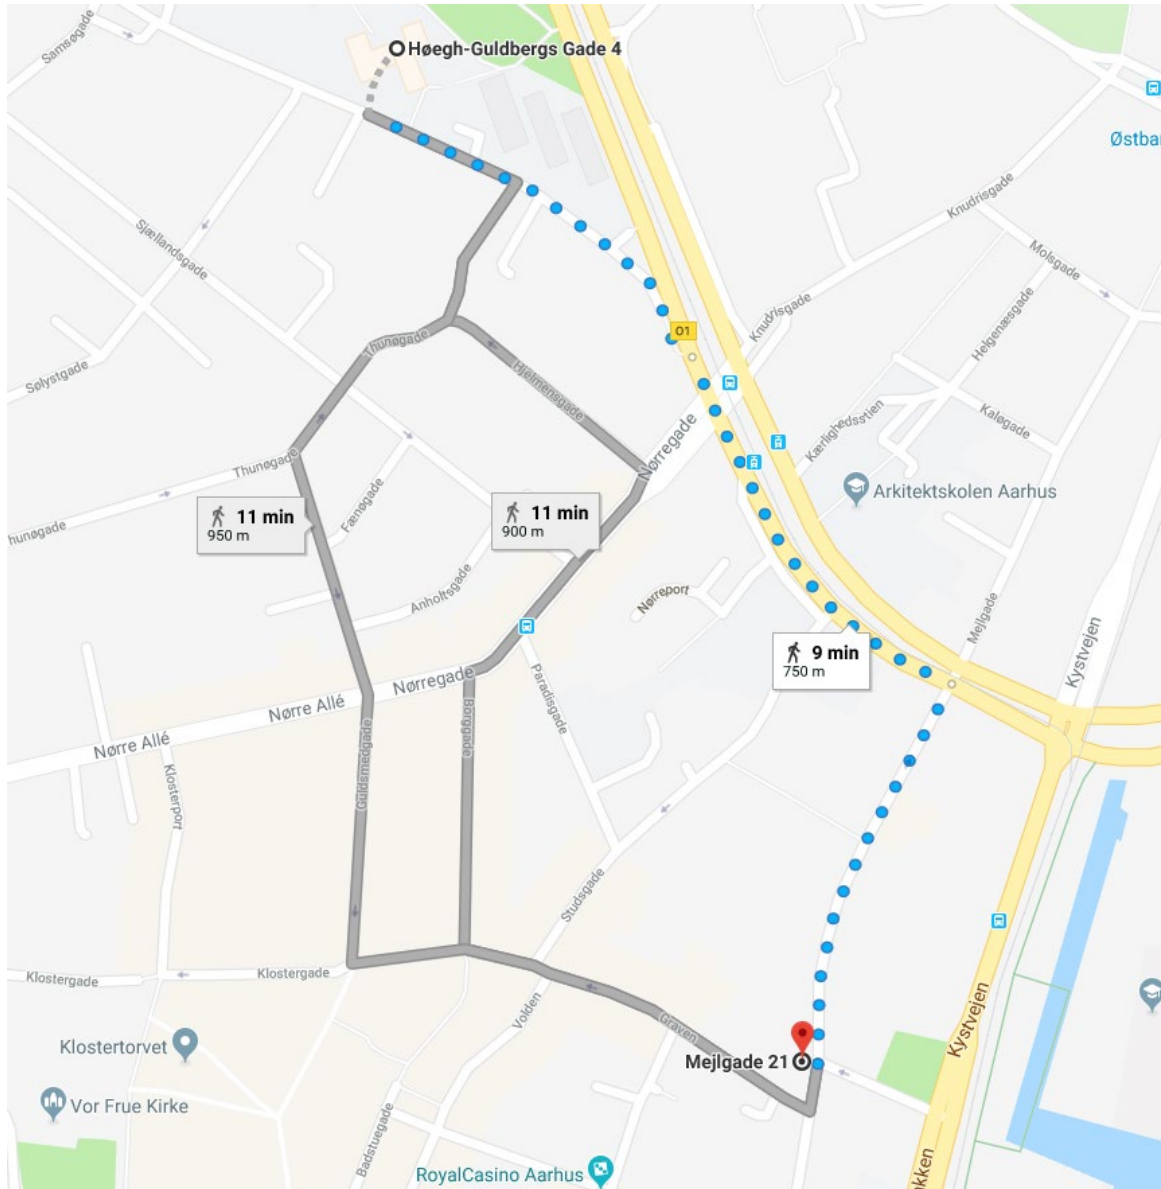 Samsøgade
Høegh-Guldbergs Gade 4
Østba
Knudrisgade
Molsgade
Sjællandsgade
Helgenæsgade
Knudrisgade
01
Thunøgade
Sølystgade
Hjelmensgade
Kaløgade
Kærlighedsstien
Nørregade
Thunøgade
Arkitektskolen Aarhus
Fænøgade
11 min
950 m
11 min
900 m
hunøgade
Anholtsgade
Nørreport
Mejlgade
9 min
750 m
Kystvejen
Paradisgade
Nørregade
Nørre Allé
Nørre Allé
Borggade
Guldsmedgade
Klosterport
Studsgade
Klostergade
Klostergade
Volden
Graven
Kystvejen
Klostertorvet
Mejlgade 21
Vor Frue Kirke
Badstuegade
RoyalCasino Aarhus
akken